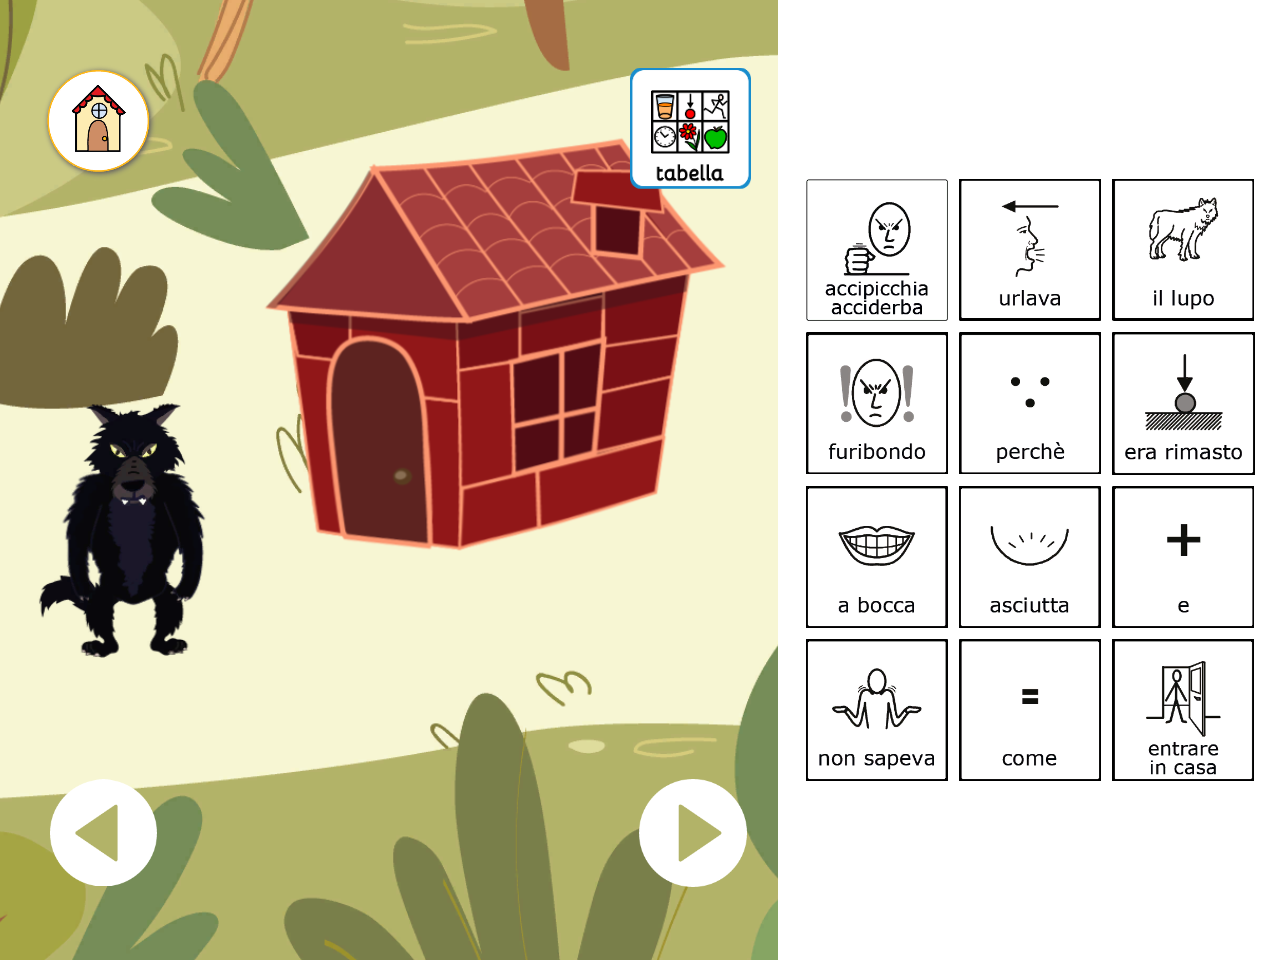 tabella
accipicchia
acciderba
urlava
il lupo
furibondo
perchè
era rimasto
a bocca
asciutta
e
non sapeva
come
entrare
in casa